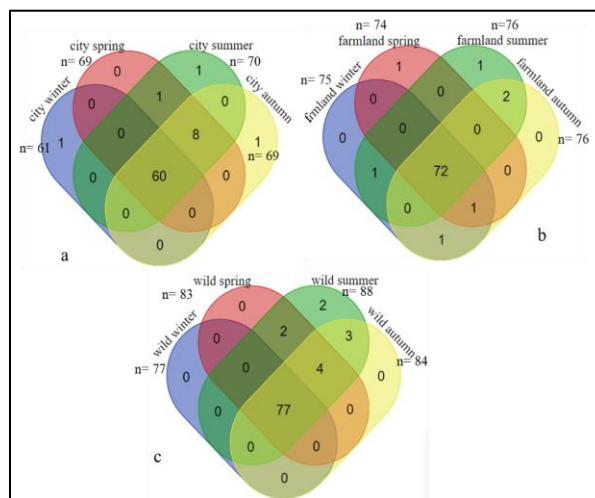 city spring
n= 69
city summer
n= 70
city winter
n= 61
city autumn
n= 69
0
1
0
1
0
1
0
8
1
0
60
0
0
0
0
a
n= 74
farmland spring
n=76
farmland summer
frmland winter
n= 75
farmland autumn
n= 76
1
1
0
0
2
0
0
0
0
1
72
0
0
1
1
b
wild spring
n= 83
wild summer
n= 88
wild winter
n= 77
wild autumn
n= 84
0
2
0
2
3
0
0
4
0
0
77
0
0
0
0
c